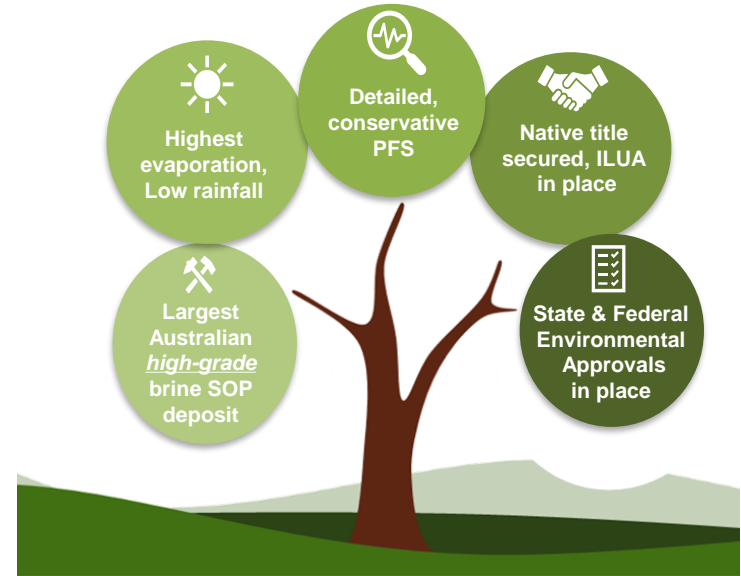 Detailed,
conservative
PFS
Highest
evaporation,
Low rainfall
Native title
secured, ILUA
in place
Largest
Australian
high-grade
brine SOP
deposit
State & Federal
Environmental
Approvals
in place